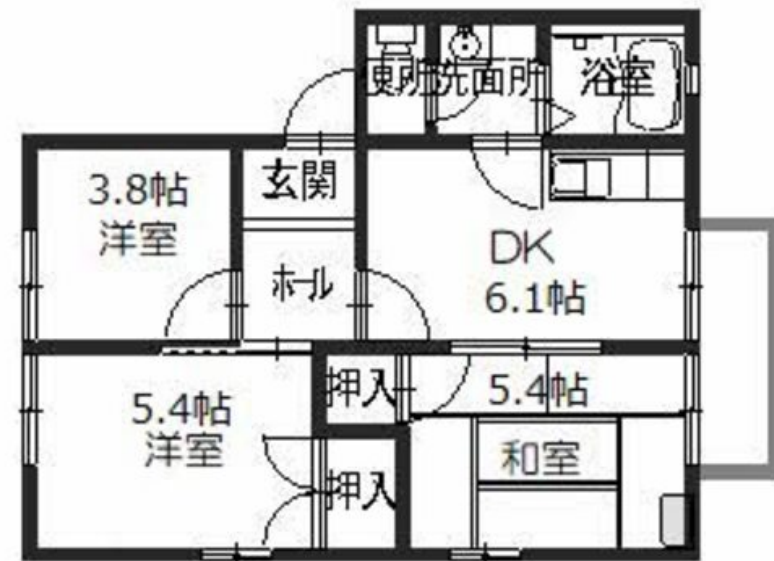 便所
洗面所
浴室
3.8帖
洋室
玄関
ホール
DK
6.1帖
5.4帖
洋室
押入
押入
5.4帖
和室